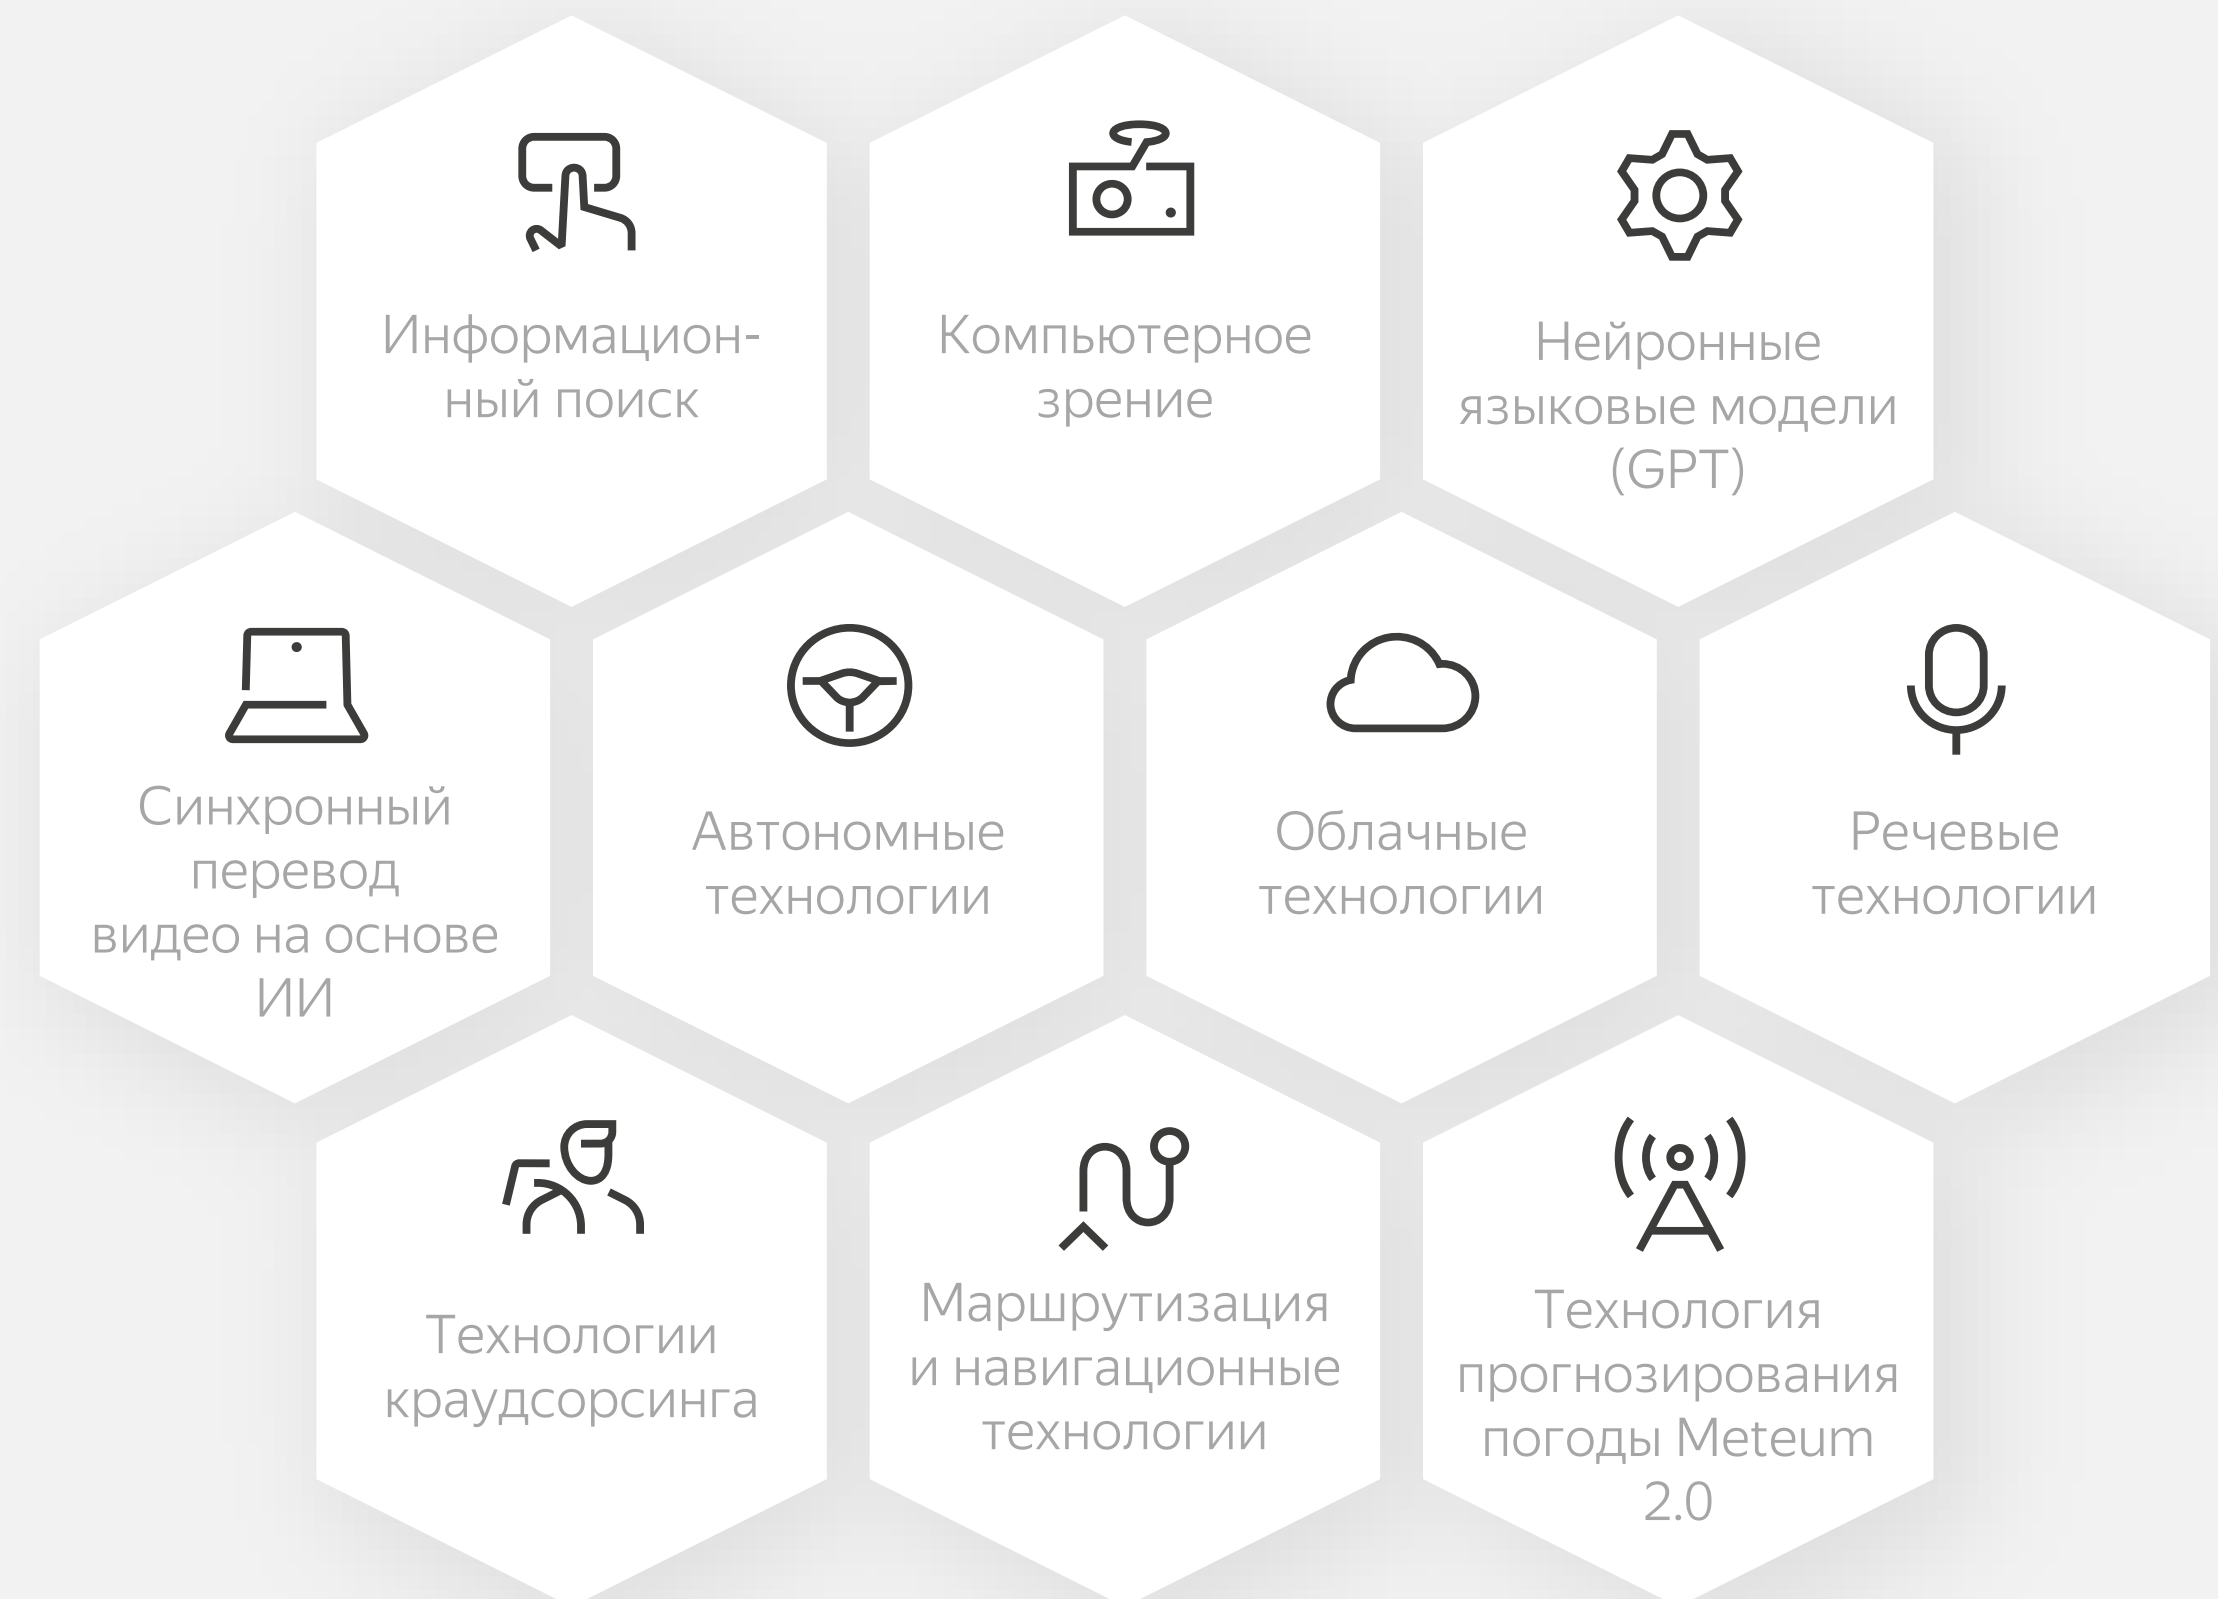 Информацион-
ный поиск
Компьютерное
зрение
Нейронные
языковые модели
(GPT)
Синхронный
перевод
видео на основе
ИИ
Автономные
технологии
Облачные
технологии
Речевые
технологии
Технологии
краудсорсинга
Маршрутизация
и навигационные
технологии
Технология
прогнозирования
погоды Meteum
2.0